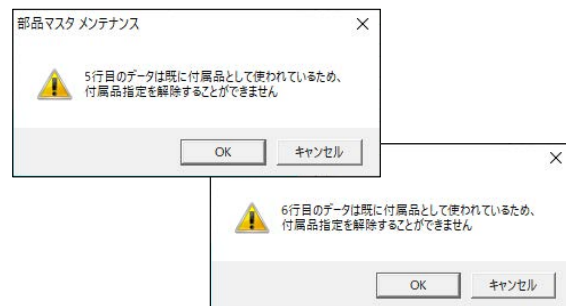 部品マスタ メンテナンス
5行目のデータは既に付属品として使われているため、
付属品指定を解除することができません
OK
キャンセル
6行目のデータは既に付属品として使われているため、
付属品指定を解除することができません
OK
キャンセル